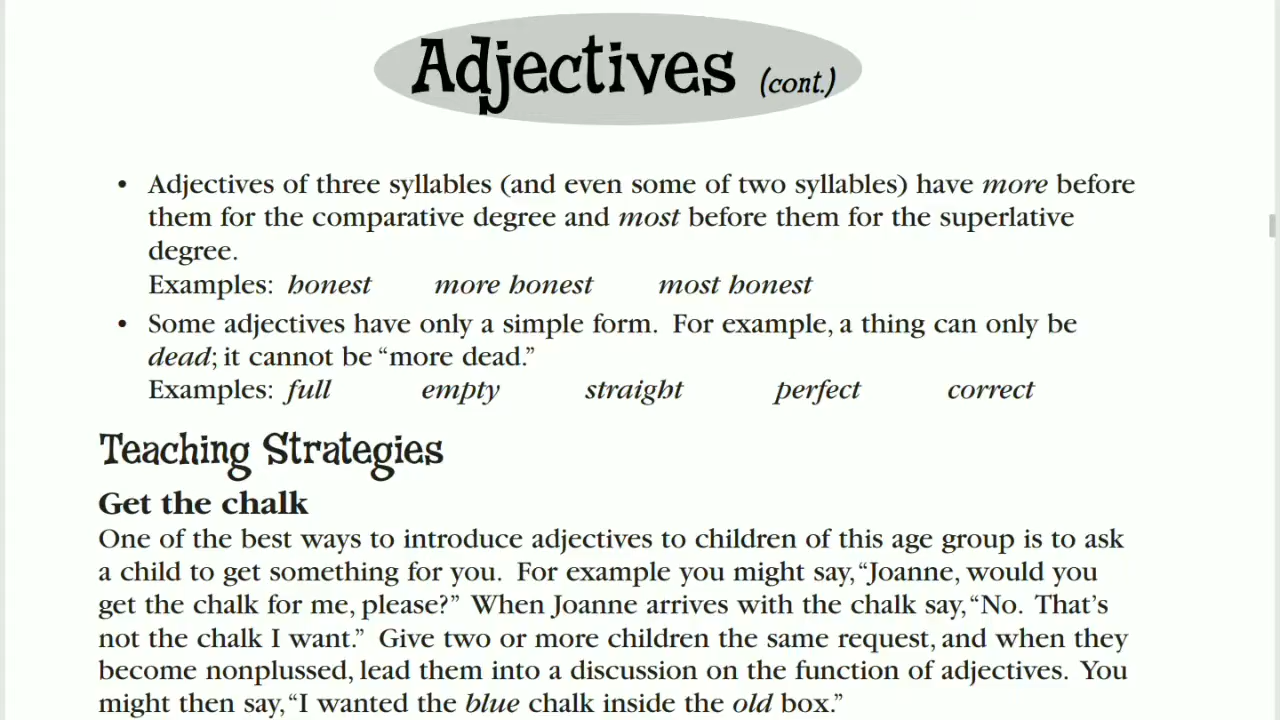 Adjectives (cont.)
• Adjectives of three syllables (and even some of two syllables) have more before
them for the comparative degree and most before them for the superlative
degree.
Examples: honest more honest most honest
• Some adjectives have only a simple form. For example, a thing can only be
dead; it cannot be “more dead.”
Examples: full empty straight perfect correct
Teaching Strategies
Get the chalk
One of the best ways to introduce adjectives to children of this age group is to ask
a child to get something for you. For example you might say, “Joanne, would you
get the chalk for me, please?” When Joanne arrives with the chalk say, “No. That’s
not the chalk I want.” Give two or more children the same request, and when they
become nonplussed, lead them into a discussion on the function of adjectives. You
might then say, “I wanted the blue chalk inside the old box.”